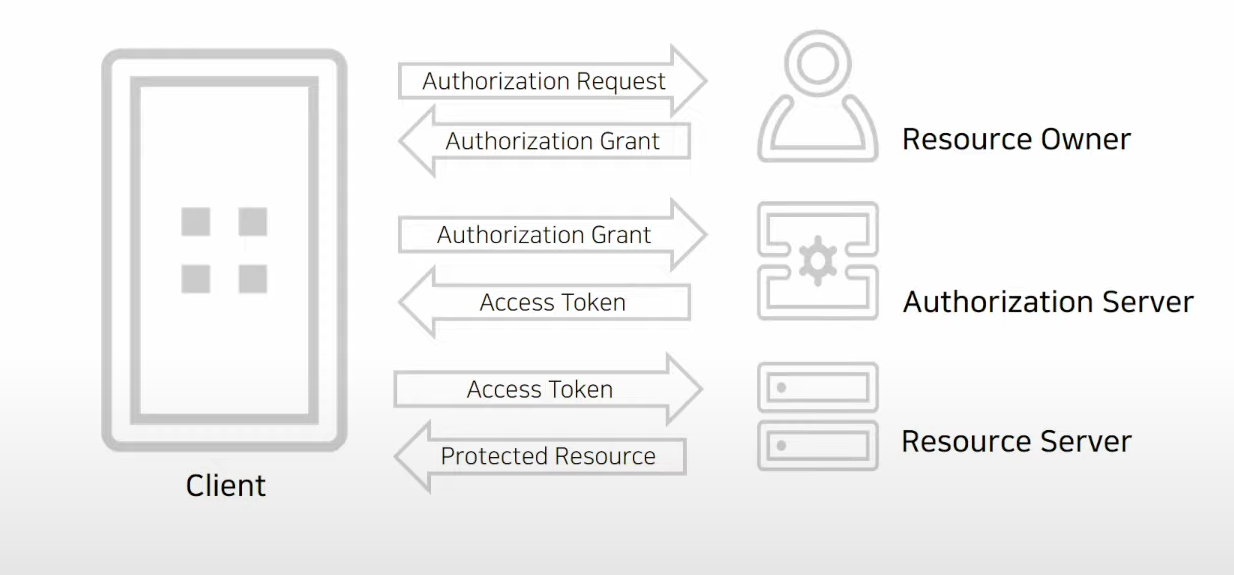 Authorization Request
Authorization Grant
Resource Owner
Authorization Grant
Access Token
Authorization Server
Access Token
Protected Resource
Resource Server
Client